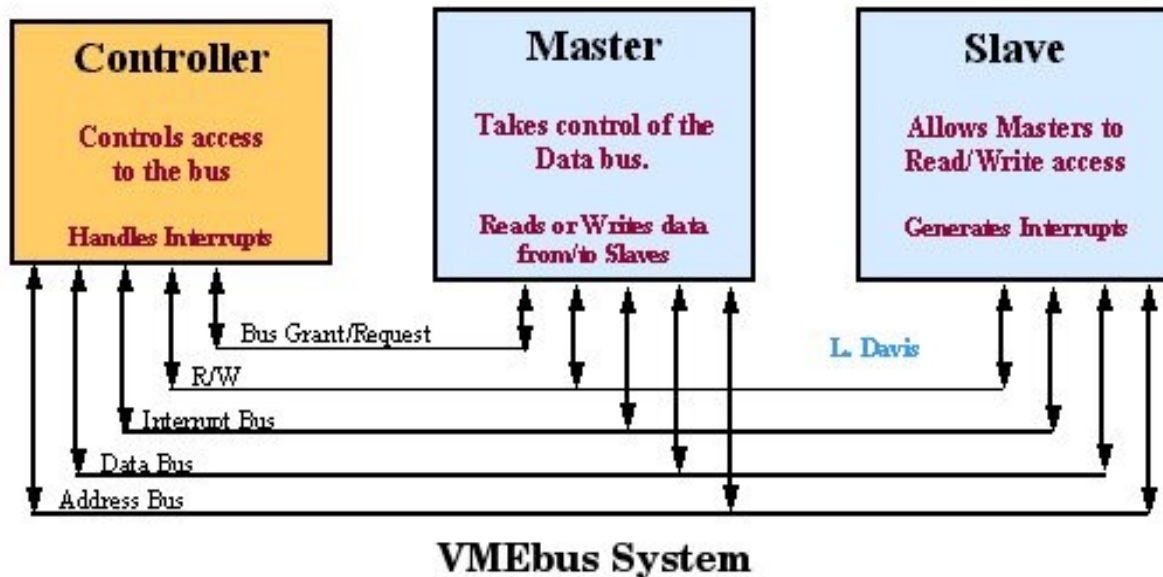 Controller
Controls access
to the bus
Handles Interrupts
Master
Takes control of the
Data bus.
Reads or Writes data
from/to Slaves
Slave
Allows Masters to
Read/Write access
Generates Interrupts
Bus Grant/Request
L. Davis
R/W
Interrupt Bus
Data Bus
Address Bus
VMEbus System